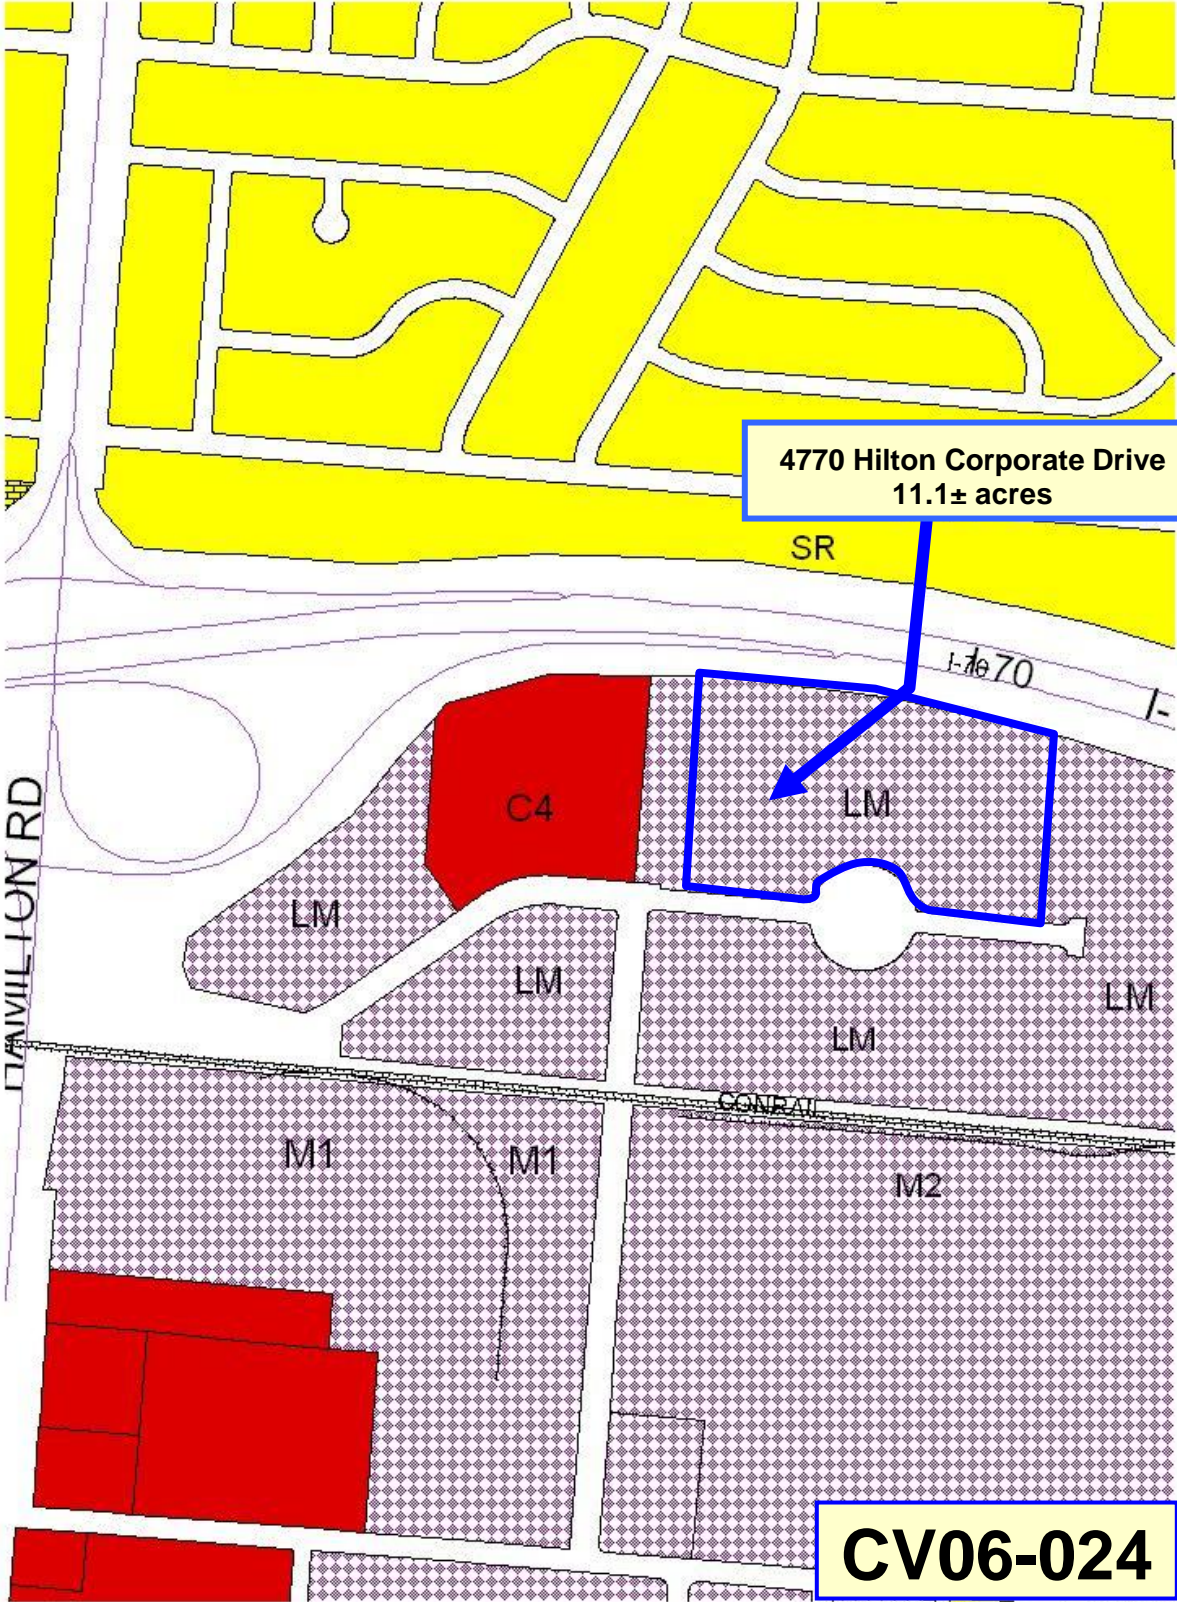 4770 Hilton Corporate Drive
11.1± acres
SR
I-70
I-70
I-
LM
C4
HAMILTON RD
LM
LM
LM
LM
CONRAIL
M1
M1
M2
CV06-024